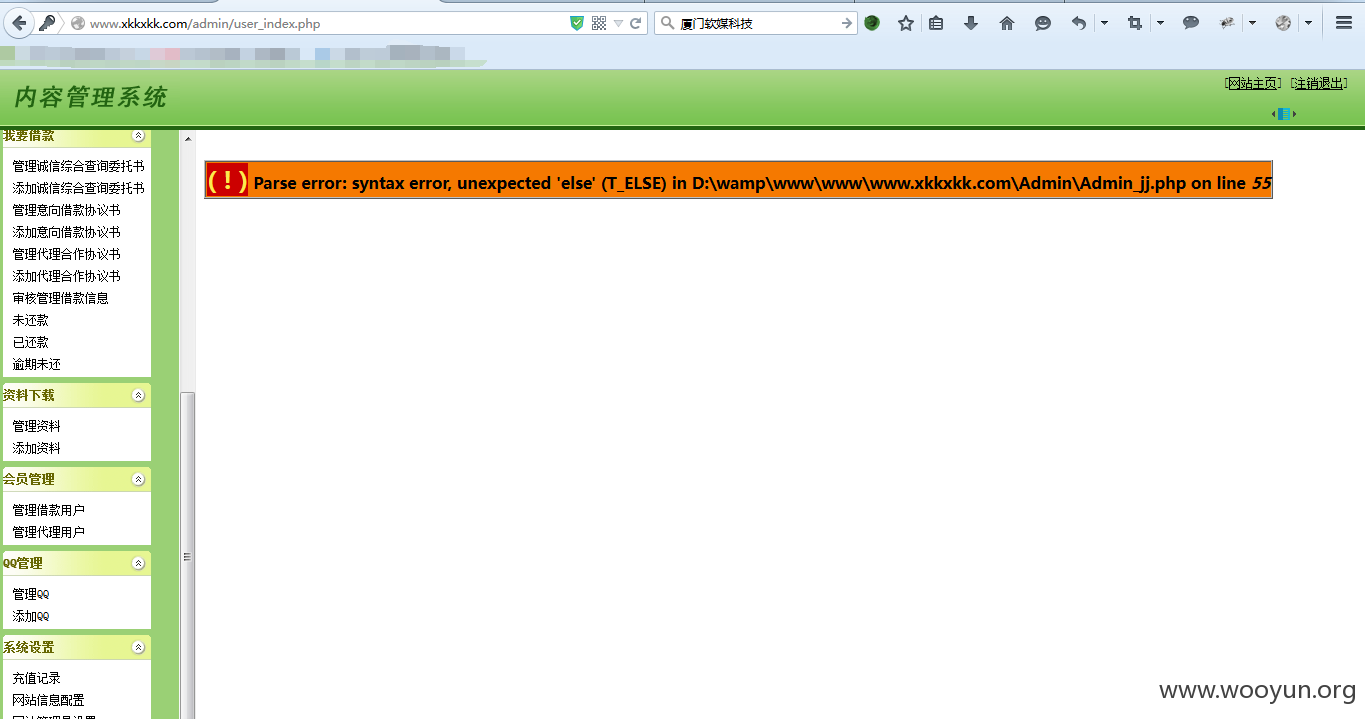 www.xkkxkk.com/admin/user_index.php
厦门软媒科技
内容管理系统
[网站主页] [注销退出]
我要借款
管理诚信综合查询委托书
添加诚信综合查询委托书
管理意向借款协议书
添加意向借款协议书
管理代理合作协议书
添加代理合作协议书
审核管理借款信息
未还款
已还款
逾期未还
资料下载
管理资料
添加资料
会员管理
管理借款用户
管理代理用户
QQ管理
管理QQ
添加QQ
系统设置
充值记录
网站信息配置
( ! ) Parse error: syntax error, unexpected 'else' (T_ELSE) in D:\wamp\www\www\www.xkkxkk.com\Admin\Admin_jj.php on line 55
www.wooyun.org